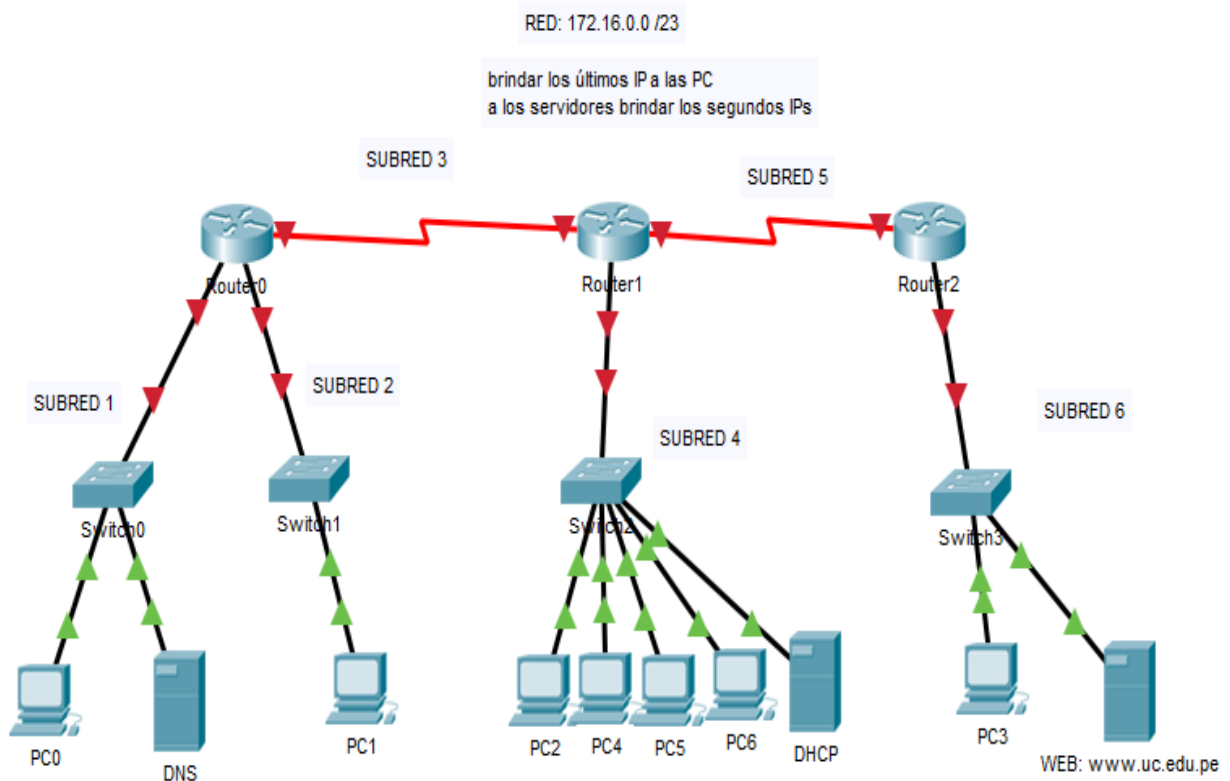 RED: 172.16.0.0 /23
brindar los últimos IP a las PC
a los servidores brindar los segundos IPs
SUBRED 3
SUBRED 5
Router0
Router1
Router2
SUBRED 1
SUBRED 2
SUBRED 4
SUBRED 6
Switch0
Switch1
Switch2
Switch3
PC0
DNS
PC1
PC2
PC4
PC5
PC6
DHCP
PC3
WEB: www.uc.edu.pe